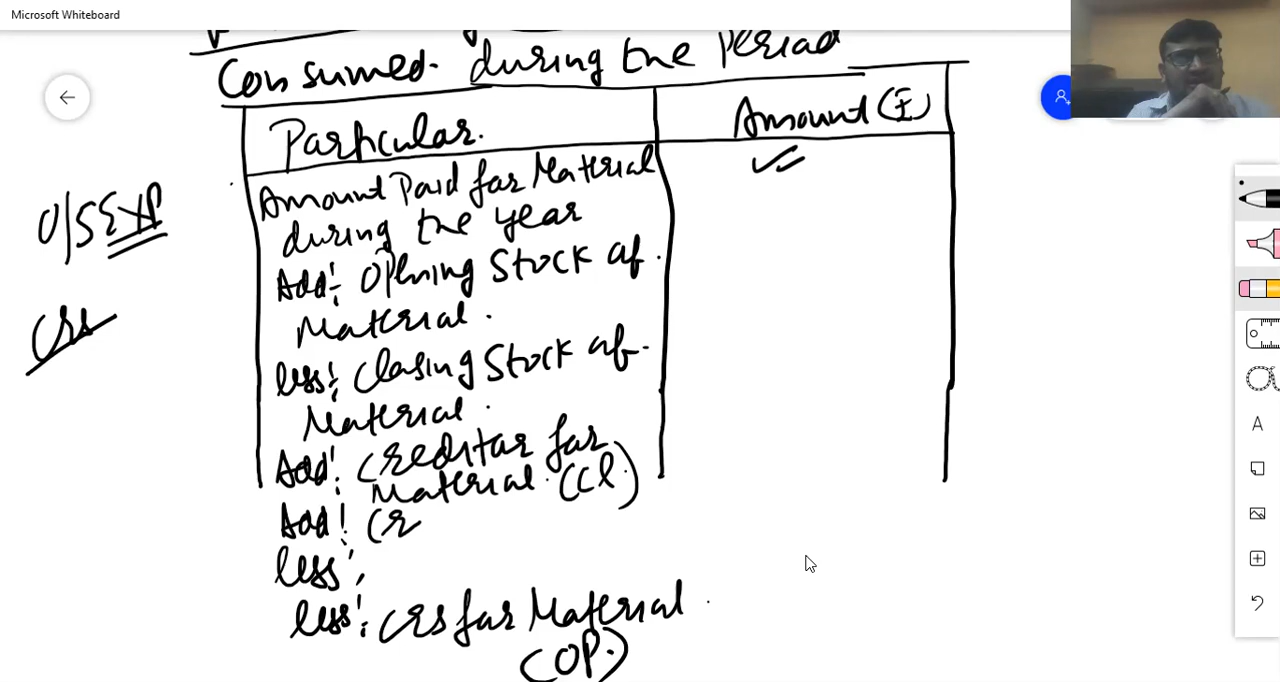 Microsoft Whiteboard
Consumed. during the Period
Particular.
Amount (₹)
Amount Paid for Material
during the year
O/S EXP
Add: Opening Stock of
Material.
Crs
less: Closing Stock of
Material.
Add: Creditor for
Material (Cl.)
Add: Cr
less:
less: Crs for Material
(OP.)
A